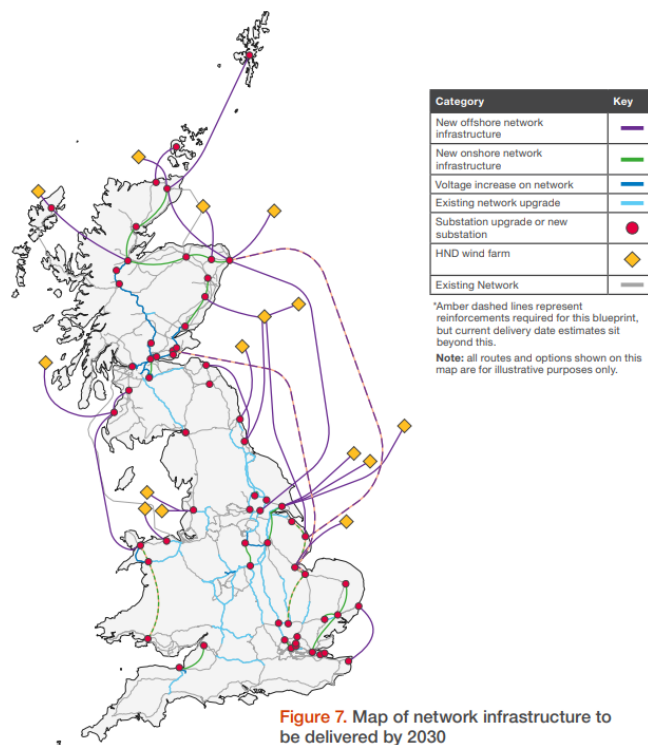 Category Key
New offshore network
infrastructure
New onshore network
infrastructure
Voltage increase on network
Existing network upgrade
Substation upgrade or new
substation
HND wind farm
Existing Network
*Amber dashed lines represent
reinforcements required for this blueprint,
but current delivery date estimates sit
beyond this.
Note: all routes and options shown on this
map are for illustrative purposes only.
Figure 7. Map of network infrastructure to
be delivered by 2030